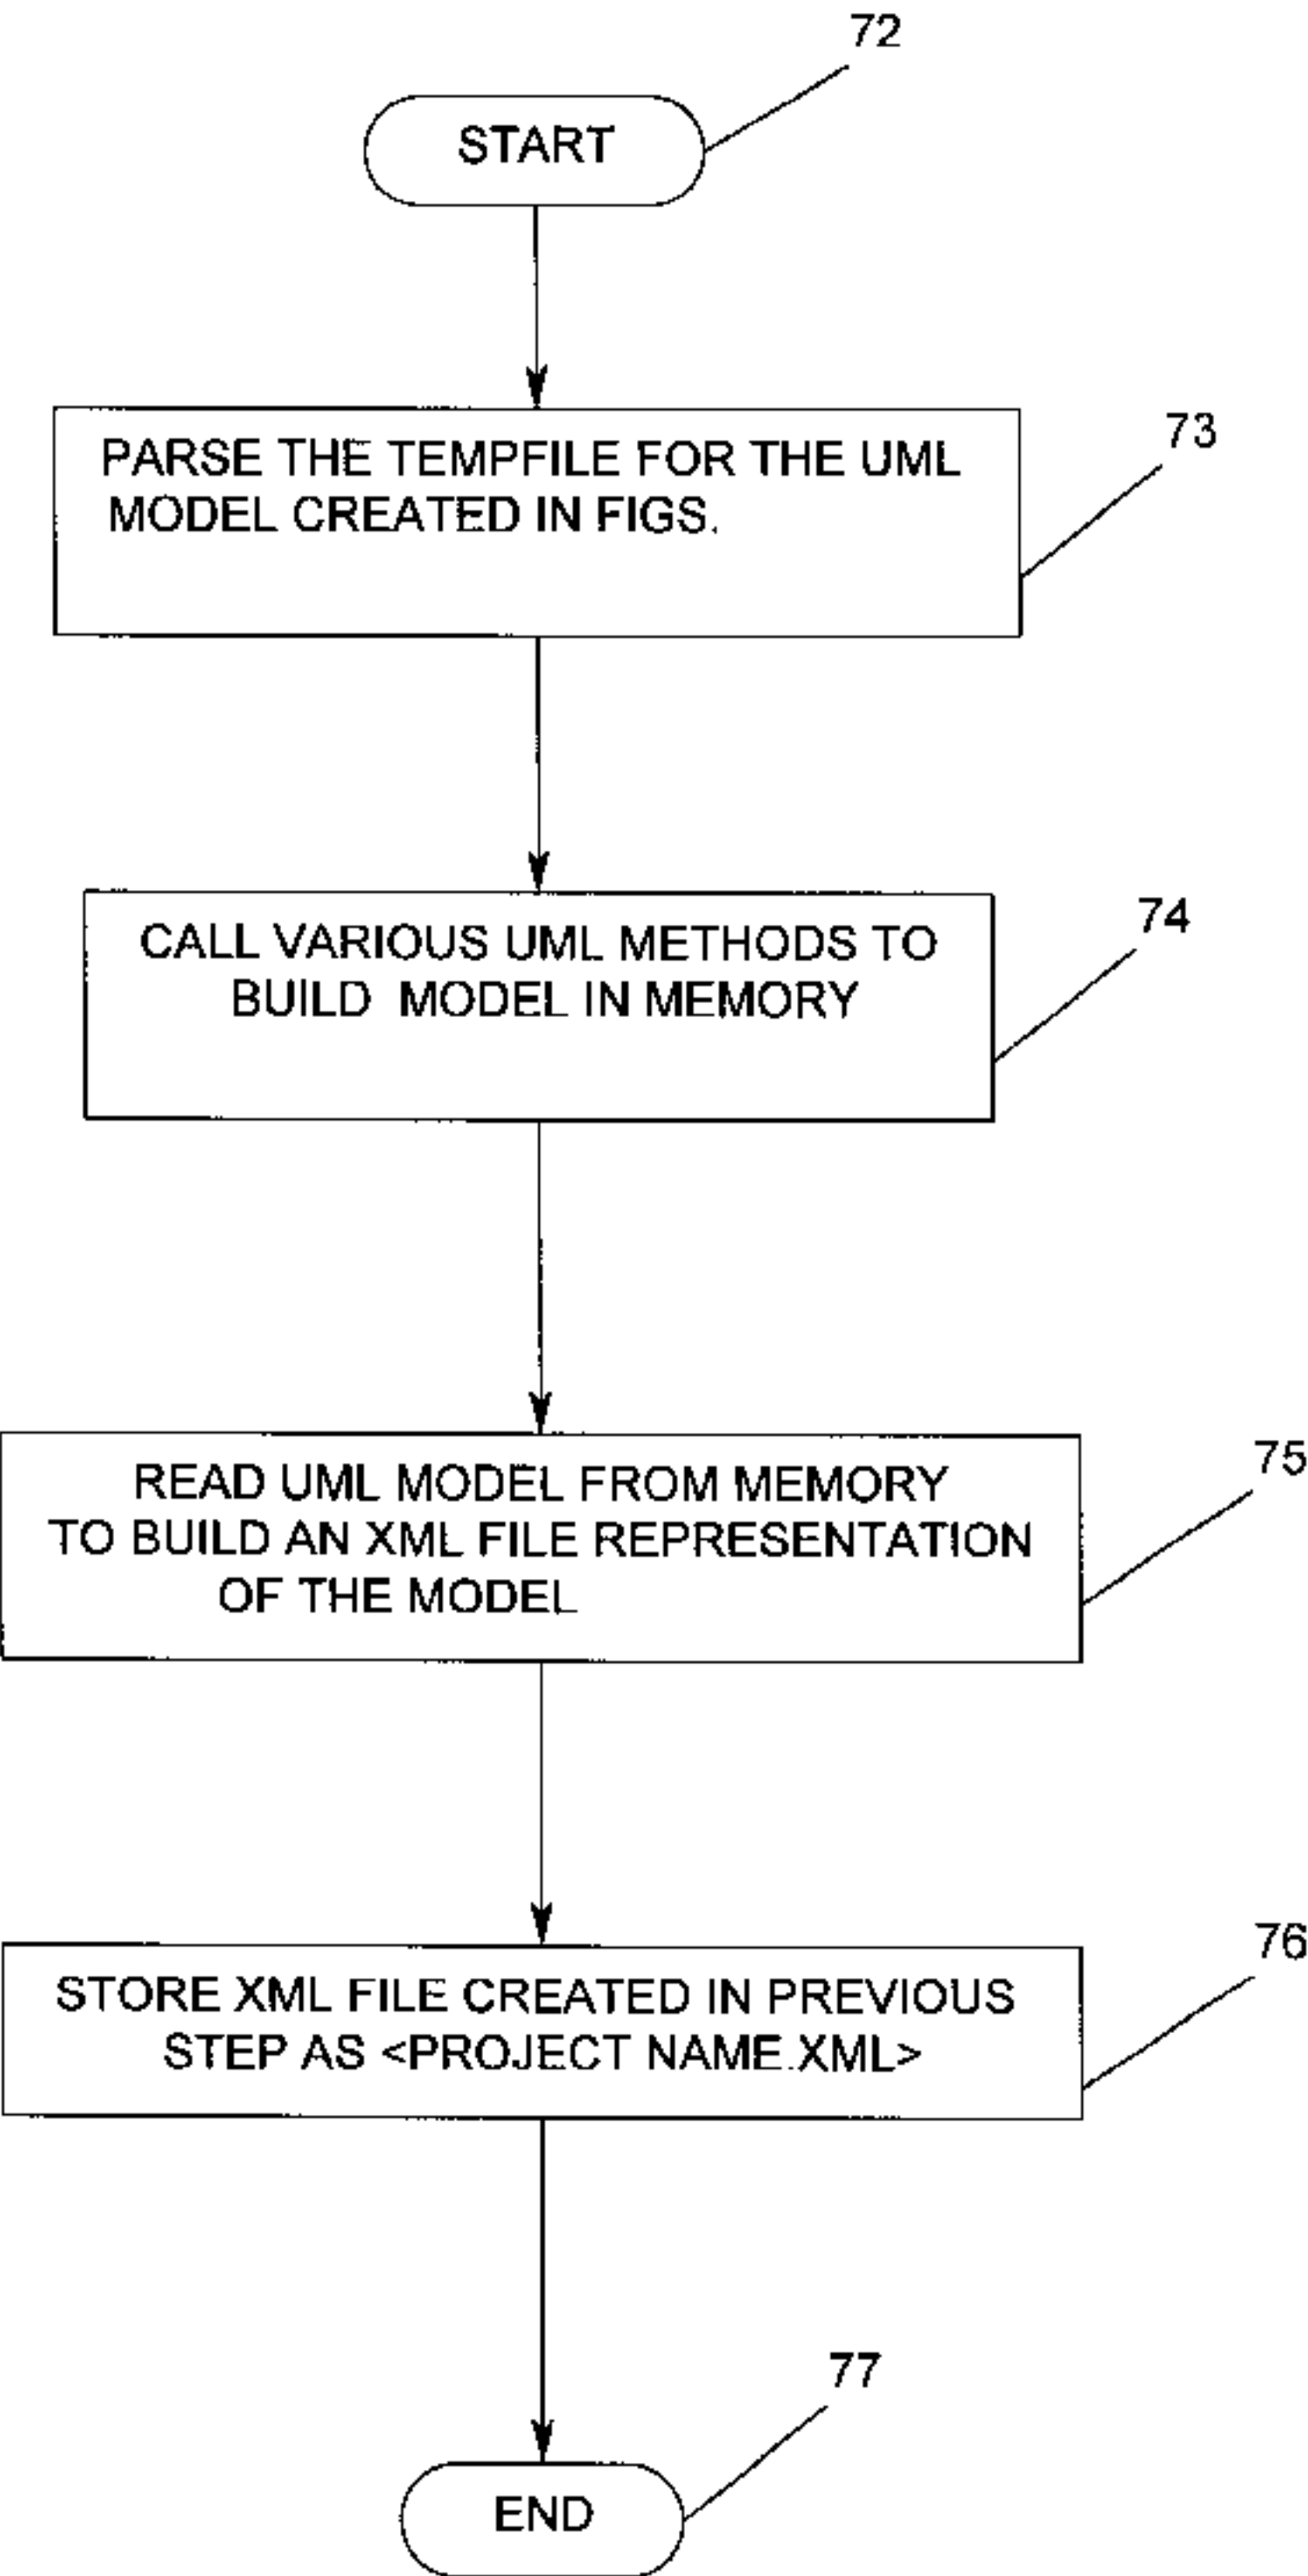 72
START
73
PARSE THE TEMPFILE FOR THE UML
MODEL CREATED IN FIGS.
74
CALL VARIOUS UML METHODS TO
BUILD MODEL IN MEMORY
75
READ UML MODEL FROM MEMORY
TO BUILD AN XML FILE REPRESENTATION
OF THE MODEL
76
STORE XML FILE CREATED IN PREVIOUS
STEP AS <PROJECT NAME.XML>
77
END